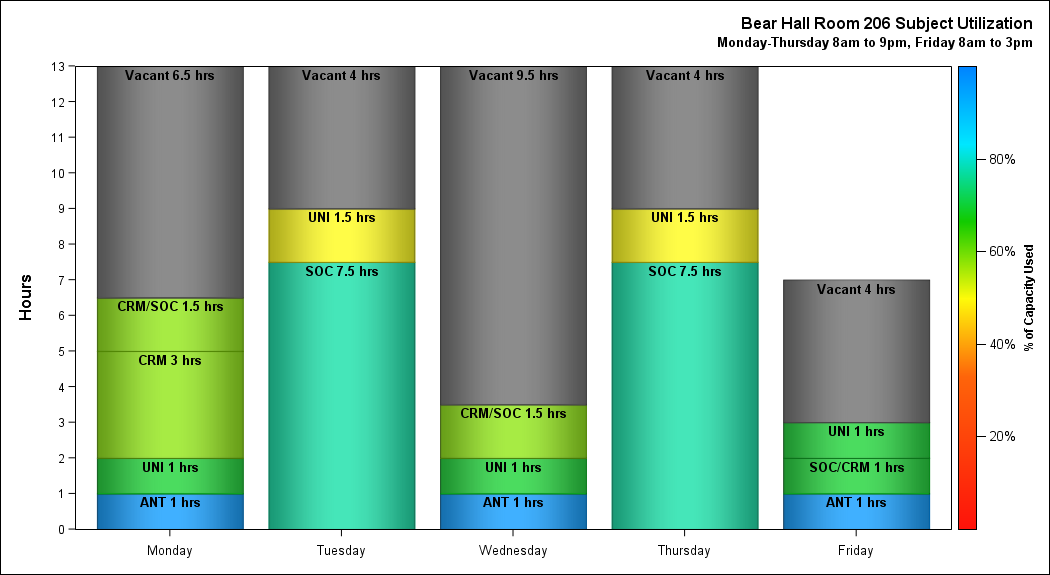 Bear Hall Room 206 Subject Utilization
Monday-Thursday 8am to 9pm, Friday 8am to 3pm
Hours
13
12
11
10
9
8
7
6
5
4
3
2
1
0
Vacant 6.5 hrs
CRM/SOC 1.5 hrs
CRM 3 hrs
UNI 1 hrs
ANT 1 hrs
Vacant 4 hrs
UNI 1.5 hrs
SOC 7.5 hrs
Vacant 9.5 hrs
CRM/SOC 1.5 hrs
UNI 1 hrs
ANT 1 hrs
Vacant 4 hrs
UNI 1.5 hrs
SOC 7.5 hrs
Vacant 4 hrs
UNI 1 hrs
SOC/CRM 1 hrs
ANT 1 hrs
Monday
Tuesday
Wednesday
Thursday
Friday
80%
60%
40%
20%
% of Capacity Used